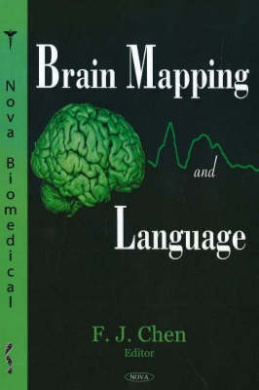 Nova Biomedical
Brain Mapping
and
Language
F. J. Chen
Editor
NOVA